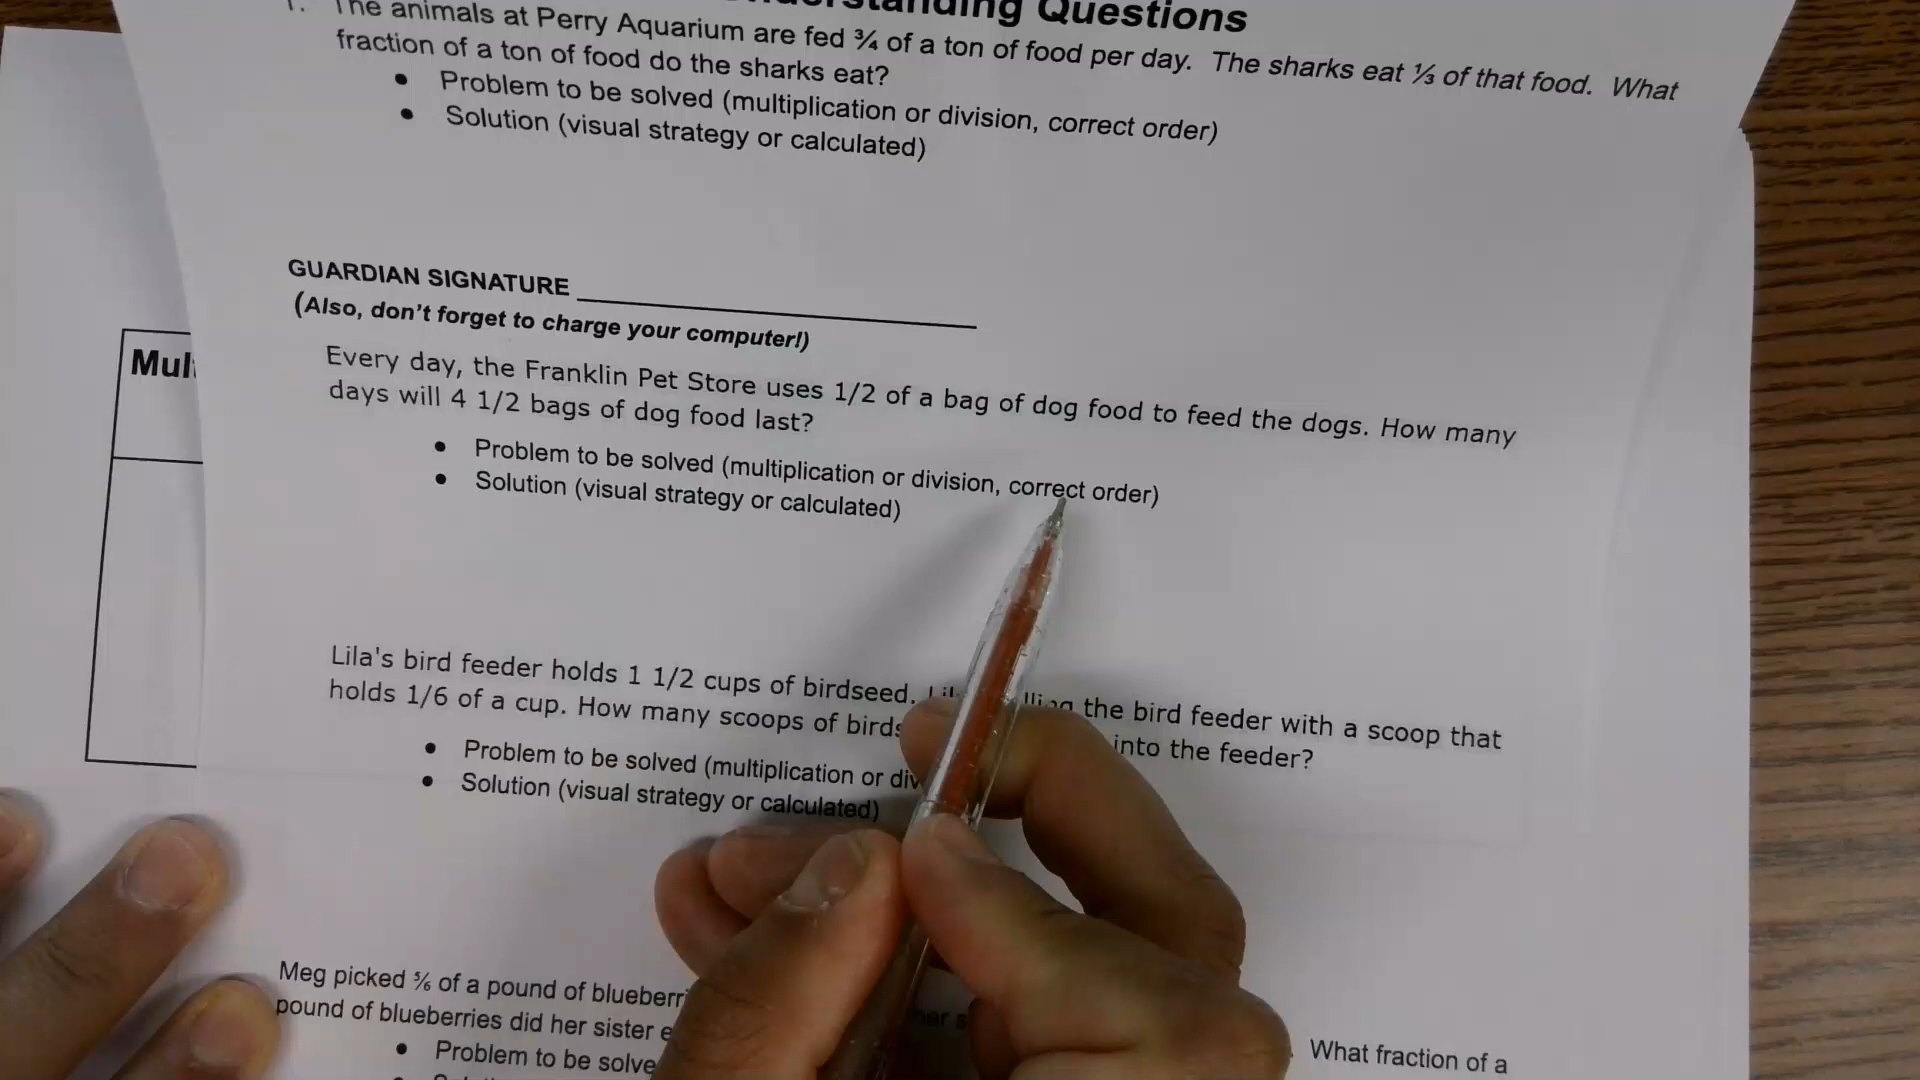 Questions
The animals at Perry Aquarium are fed ¾ of a ton of food per day. The sharks eat ⅓ of that food. What
fraction of a ton of food do the sharks eat?
● Problem to be solved (multiplication or division, correct order)
● Solution (visual strategy or calculated)
GUARDIAN SIGNATURE
(Also, don't forget to charge your computer!)
Mul
Every day, the Franklin Pet Store uses 1/2 of a bag of dog food to feed the dogs. How many
days will 4 1/2 bags of dog food last?
● Problem to be solved (multiplication or division, correct order)
● Solution (visual strategy or calculated)
Lila's bird feeder holds 1 1/2 cups of birdseed. the bird feeder with a scoop that
holds 1/6 of a cup. How many scoops of birds into the feeder?
● Problem to be solved (multiplication or div
● Solution (visual strategy or calculated)
Meg picked ⅚ of a pound of blueberri What fraction of a
pound of blueberries did her sister e
● Problem to be solve